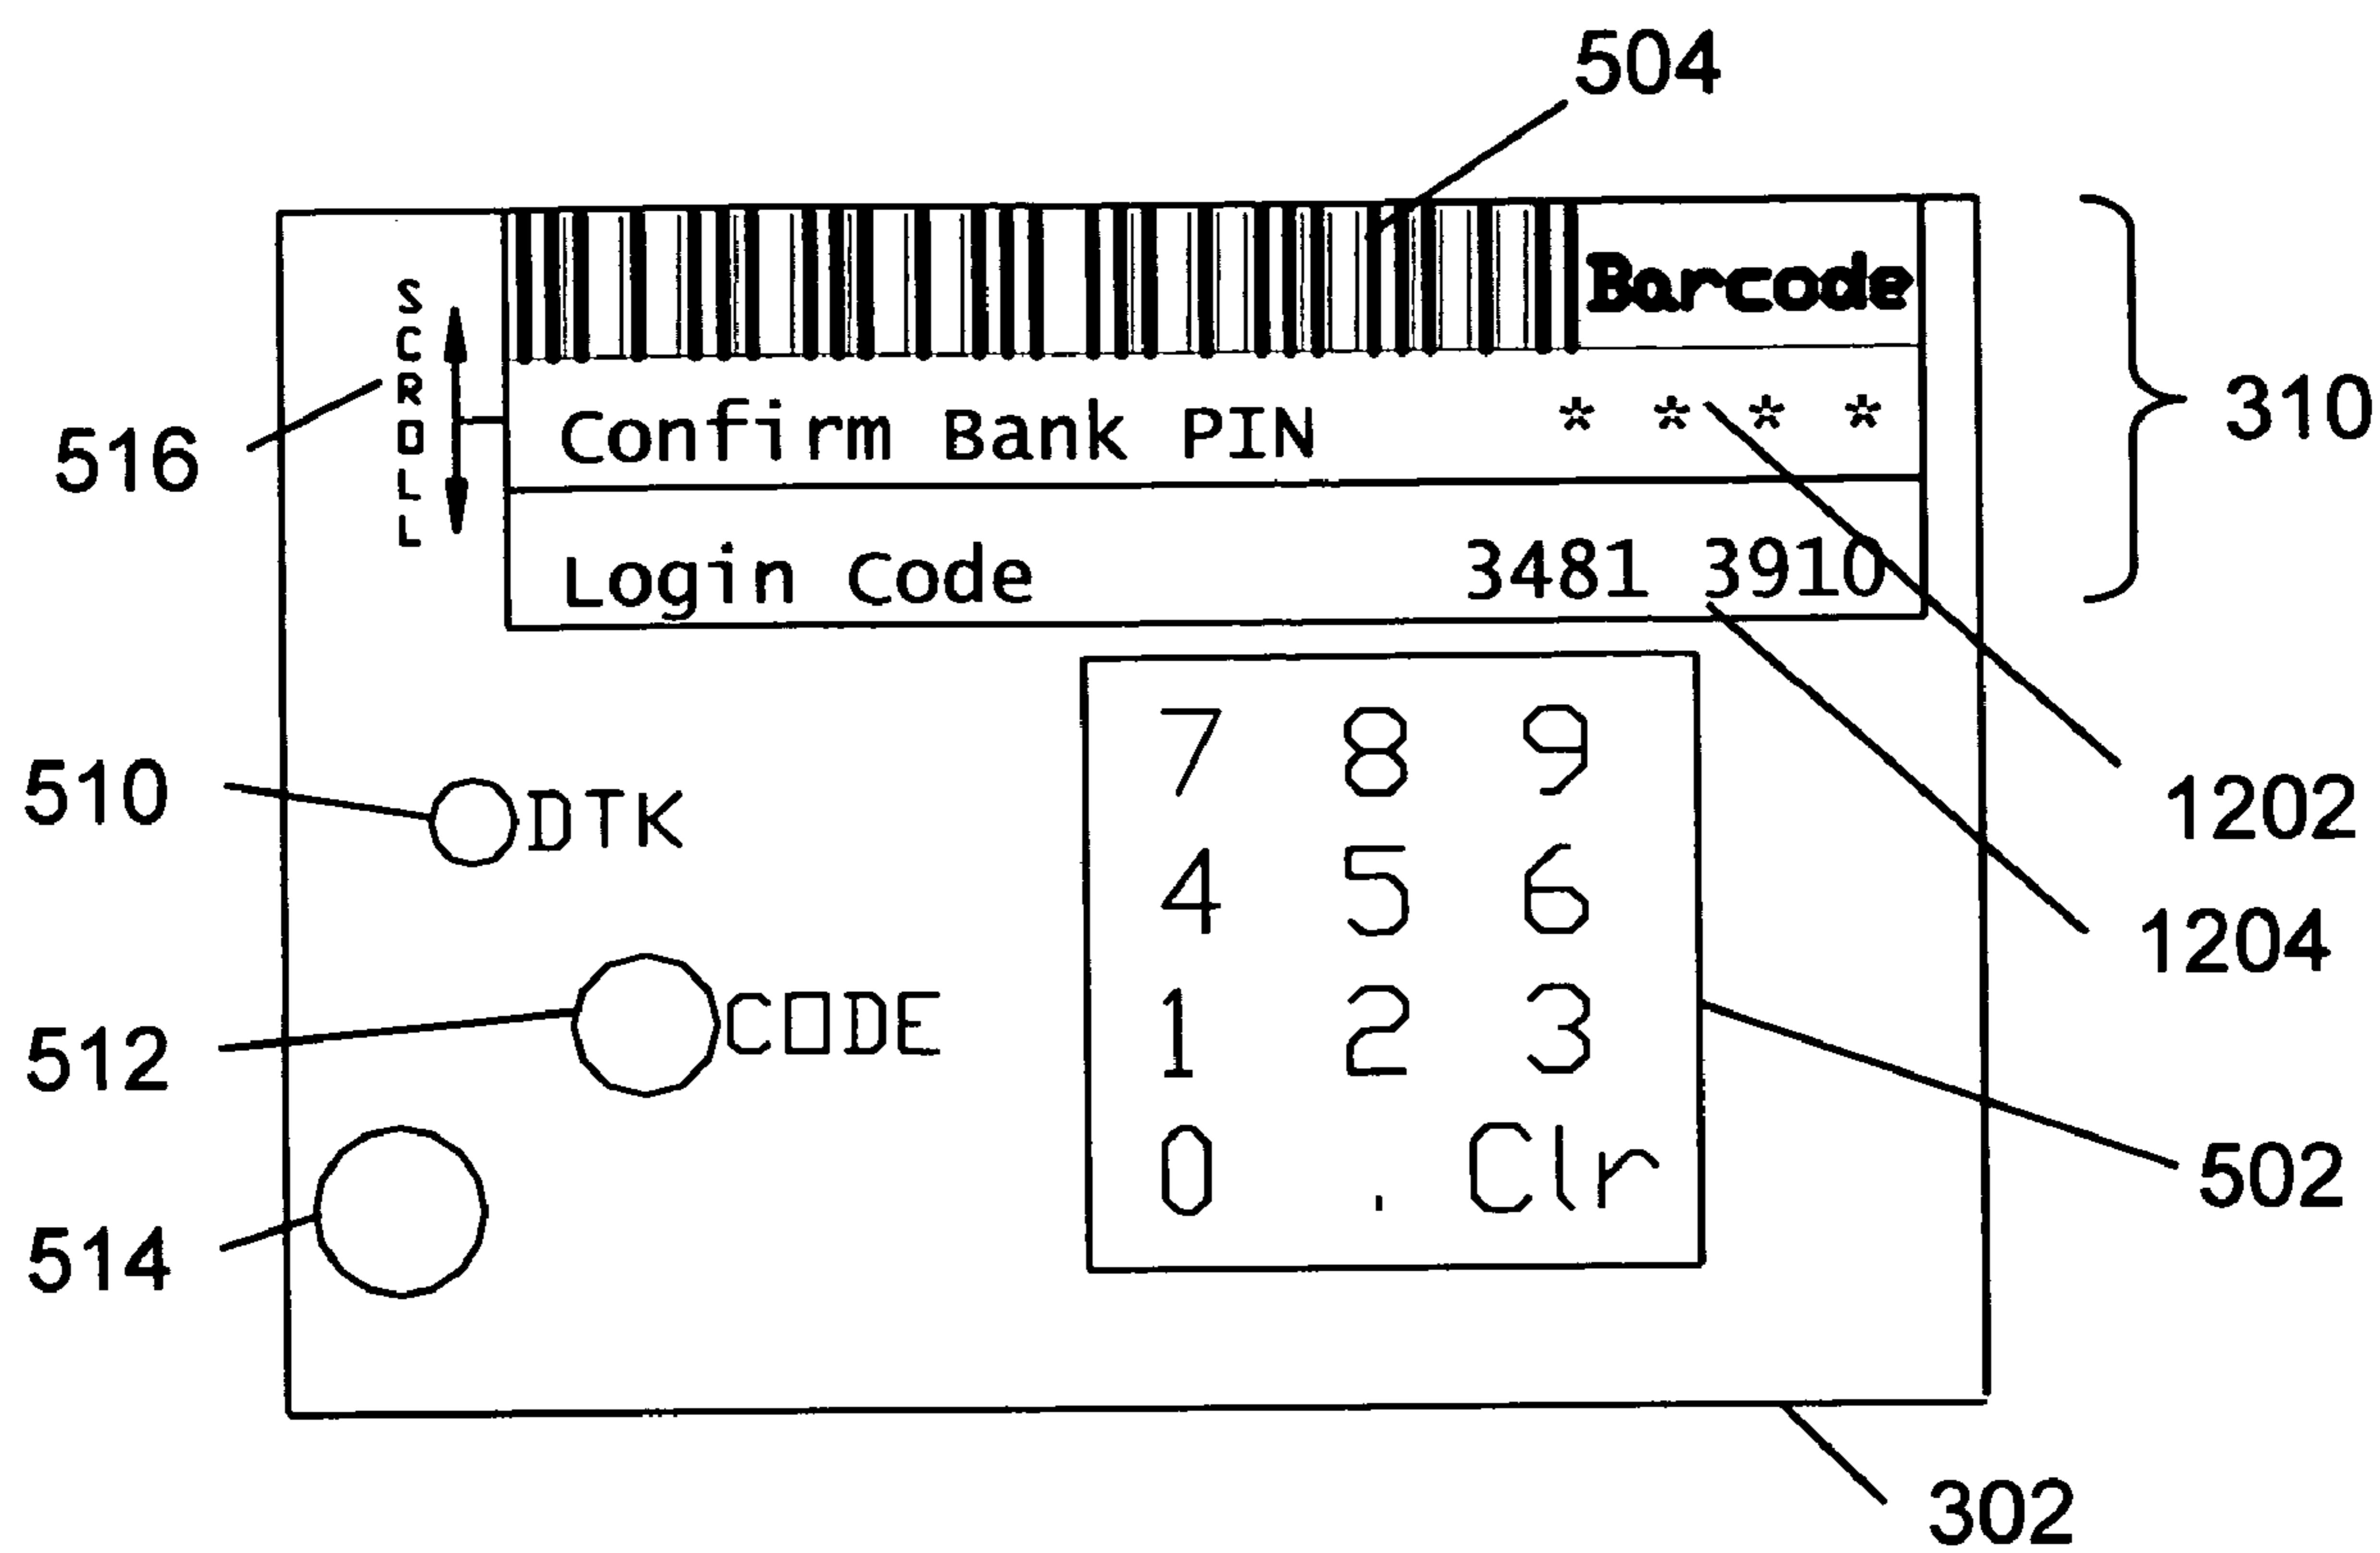 504
Barcode
310
SCROLL
516
Confirm Bank PIN * * * *
Login Code 3481 3910
7 8 9
510
DTK
1202
4 5 6
1204
512
CODE
1 2 3
502
0 . Clr
514
302